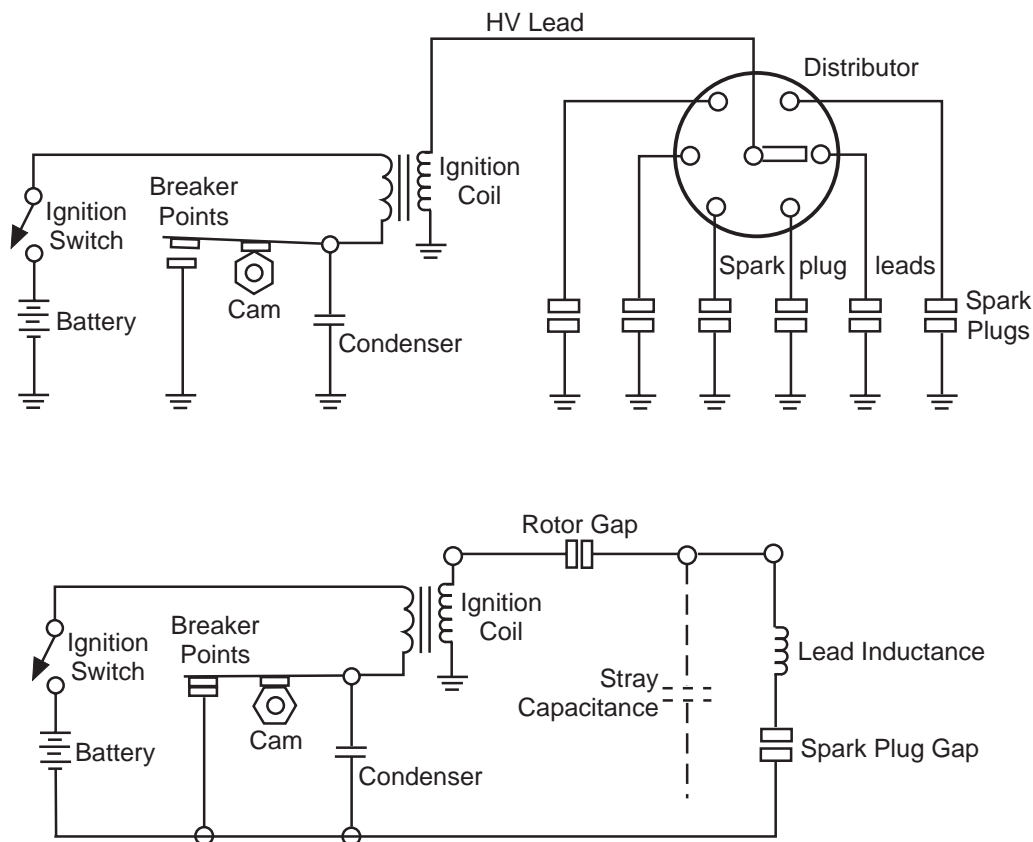 HV Lead
Distributor
Ignition
Coil
Breaker
Points
Ignition
Switch
Spark plug leads
Cam
Battery
Condenser
Spark
Plugs
Rotor Gap
Ignition
Coil
Breaker
Points
Ignition
Switch
Lead Inductance
Stray
Capacitance
Cam
Battery
Condenser
Spark Plug Gap